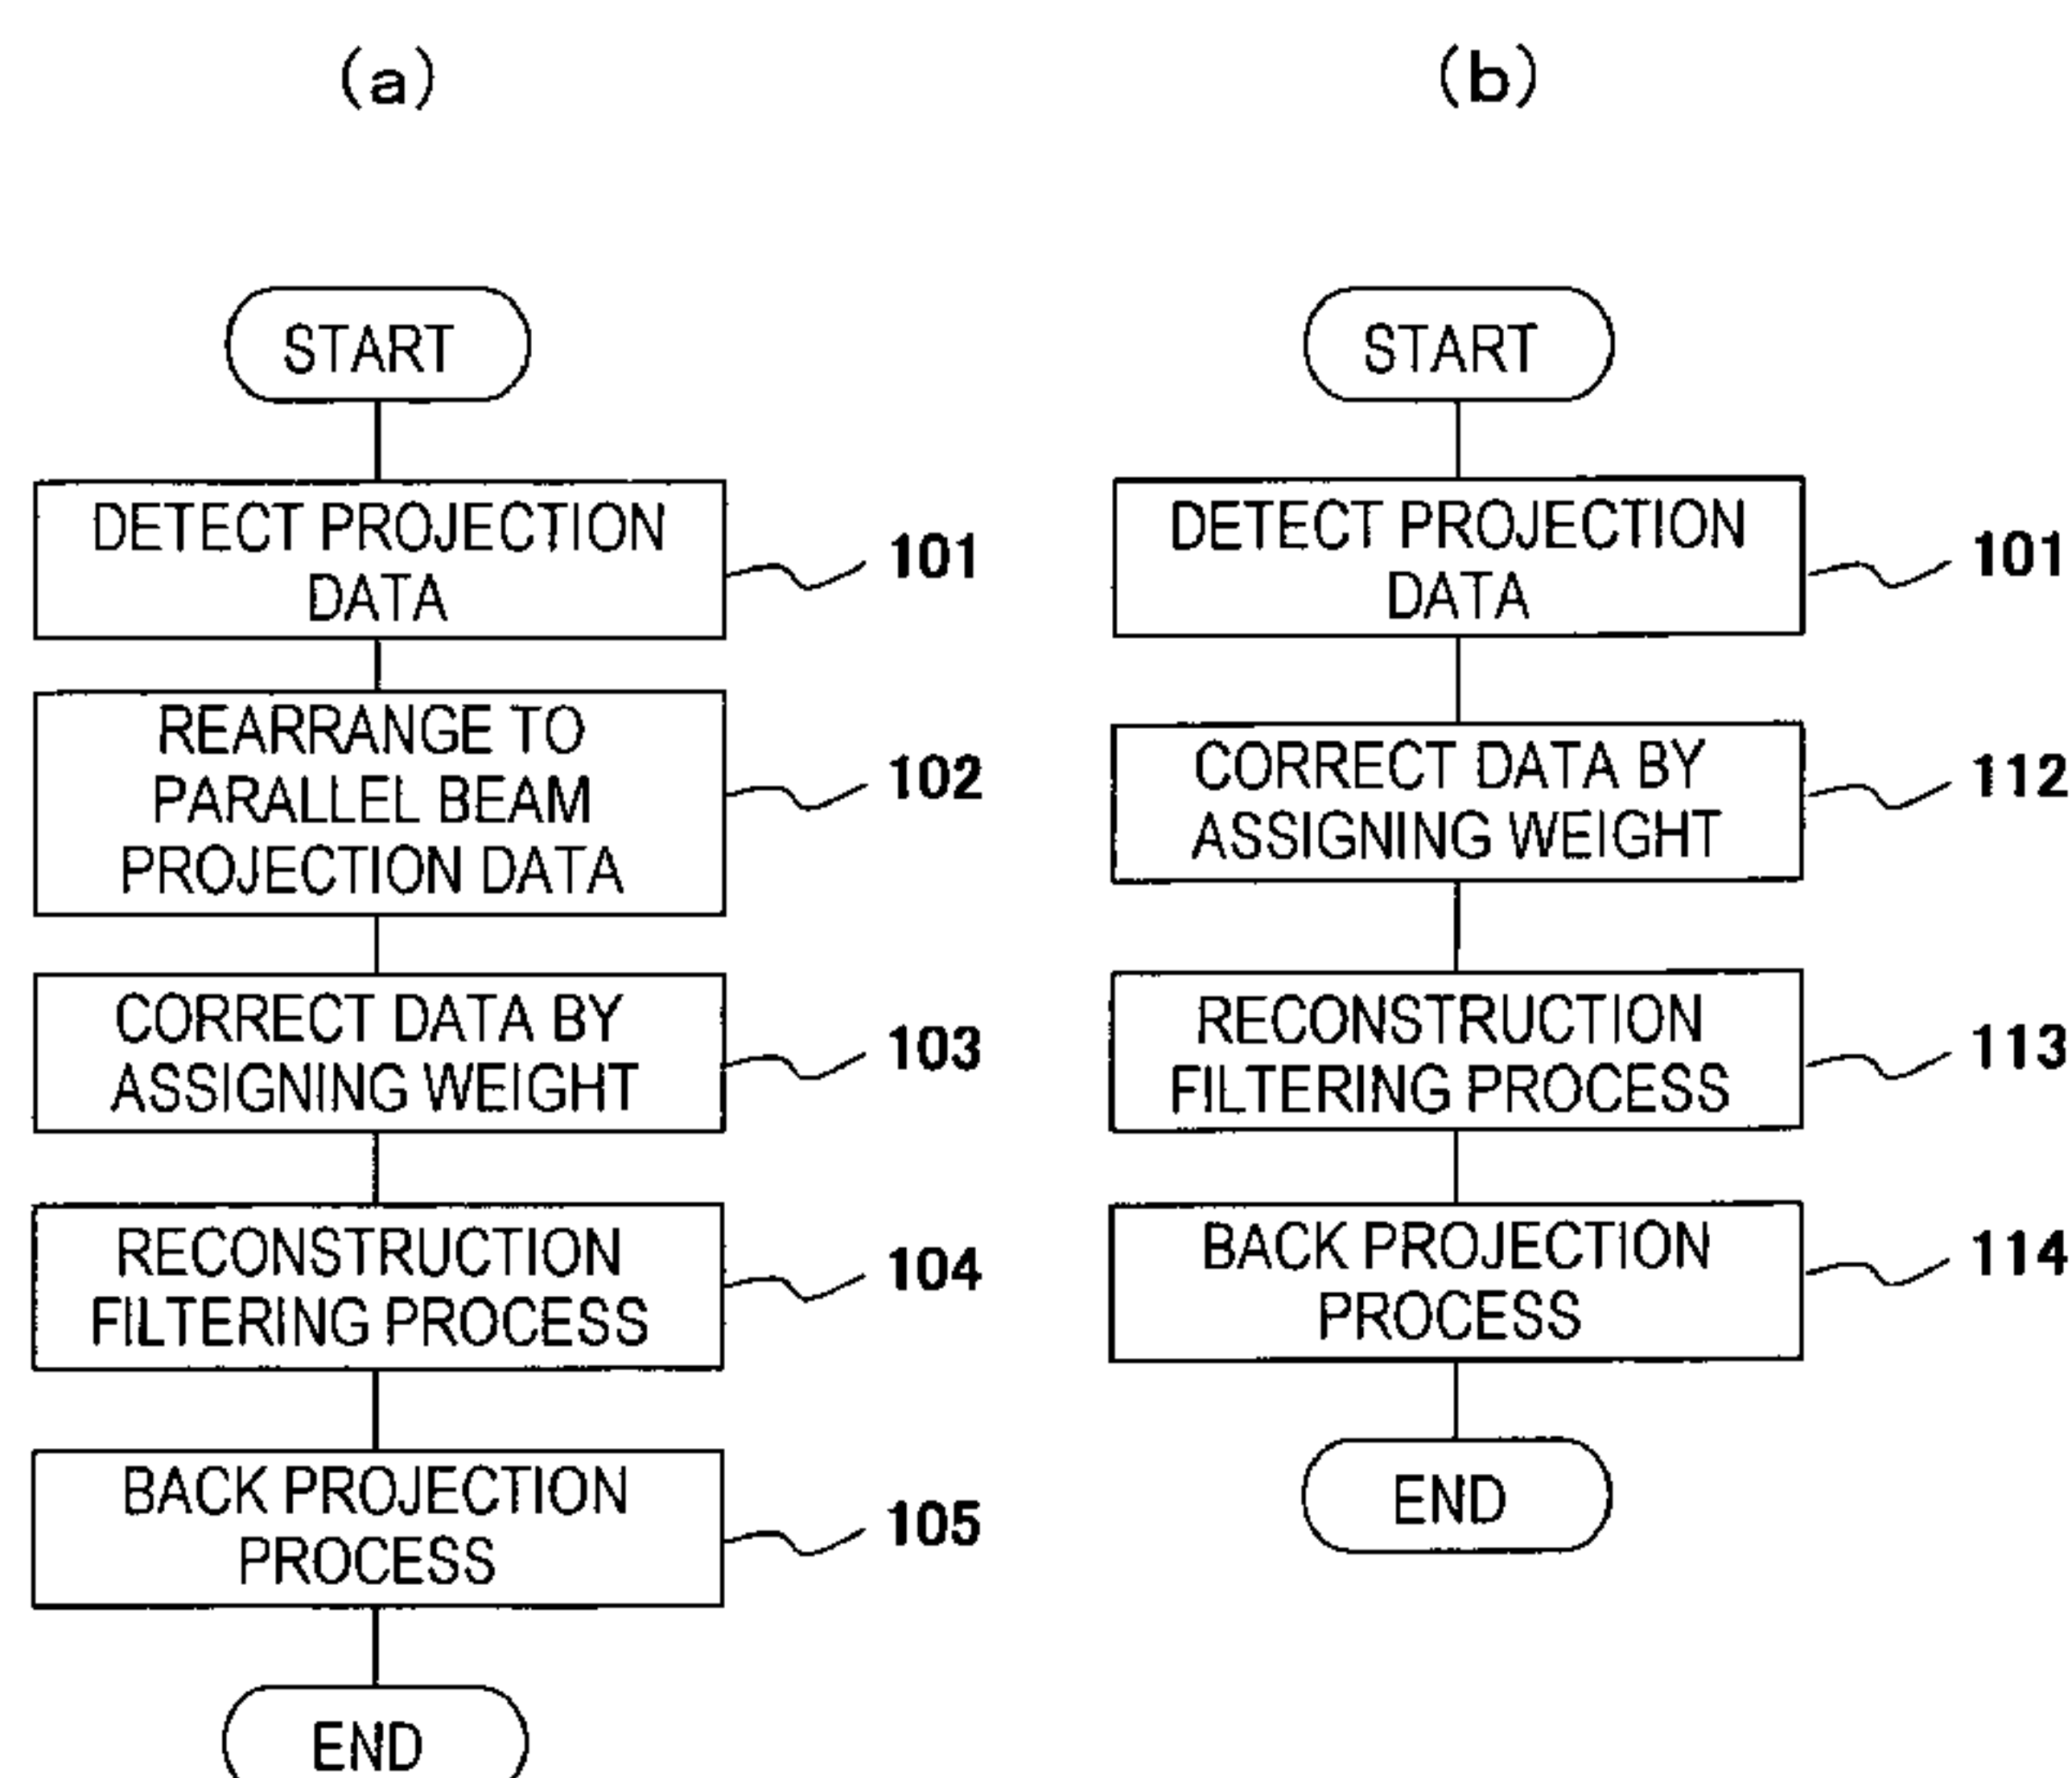 (a)
START
DETECT PROJECTION
DATA
101
REARRANGE TO
PARALLEL BEAM
PROJECTION DATA
102
CORRECT DATA BY
ASSIGNING WEIGHT
103
RECONSTRUCTION
FILTERING PROCESS
104
BACK PROJECTION
PROCESS
105
END
(b)
START
DETECT PROJECTION
DATA
101
CORRECT DATA BY
ASSIGNING WEIGHT
112
RECONSTRUCTION
FILTERING PROCESS
113
BACK PROJECTION
PROCESS
114
END